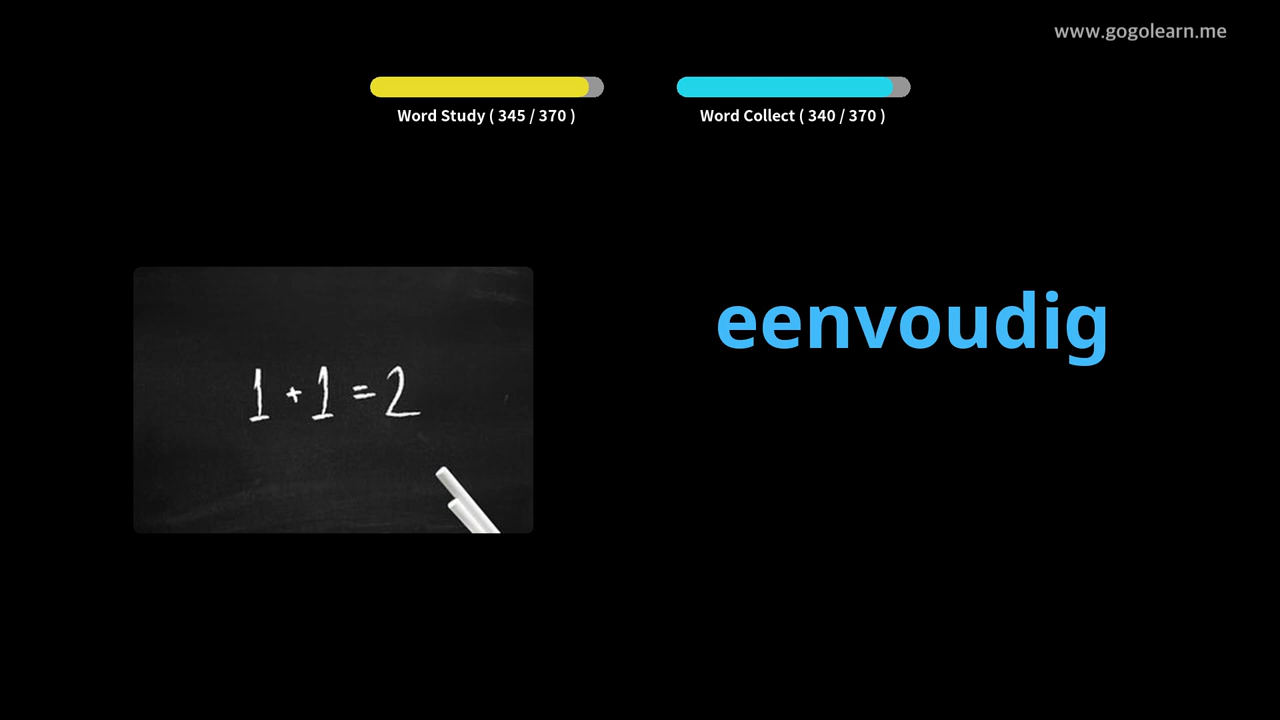 www.gogolearn.me
Word Study ( 345 / 370 )
Word Collect ( 340 / 370 )
eenvoudig
1 + 1 = 2